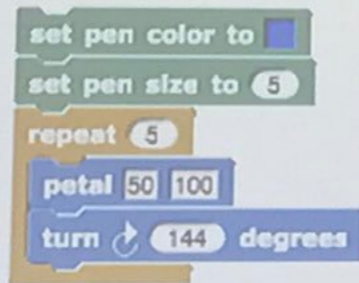 set pen color to
set pen size to 5
repeat 5
petal 50 100
turn 144 degrees